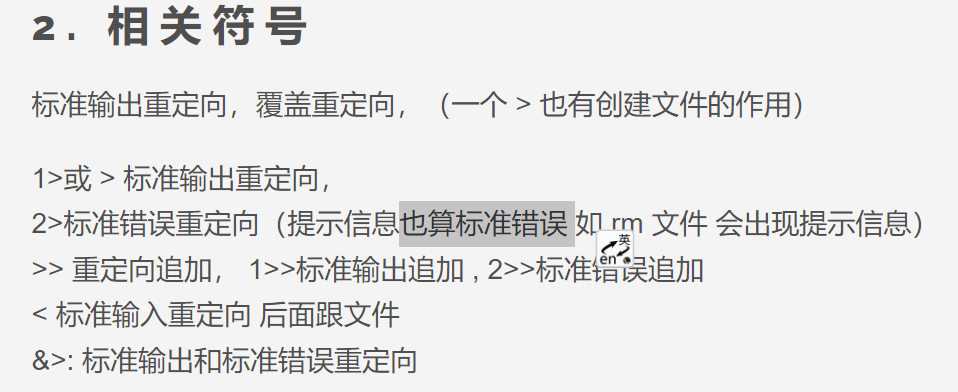 2. 相关符号
标准输出重定向，覆盖重定向，（一个 > 也有创建文件的作用）
1>或 > 标准输出重定向，
2>标准错误重定向（提示信息也算标准错误 如 rm 文件 会出现提示信息）
英
en
>> 重定向追加， 1>>标准输出追加 , 2>>标准错误追加
< 标准输入重定向 后面跟文件
&>: 标准输出和标准错误重定向